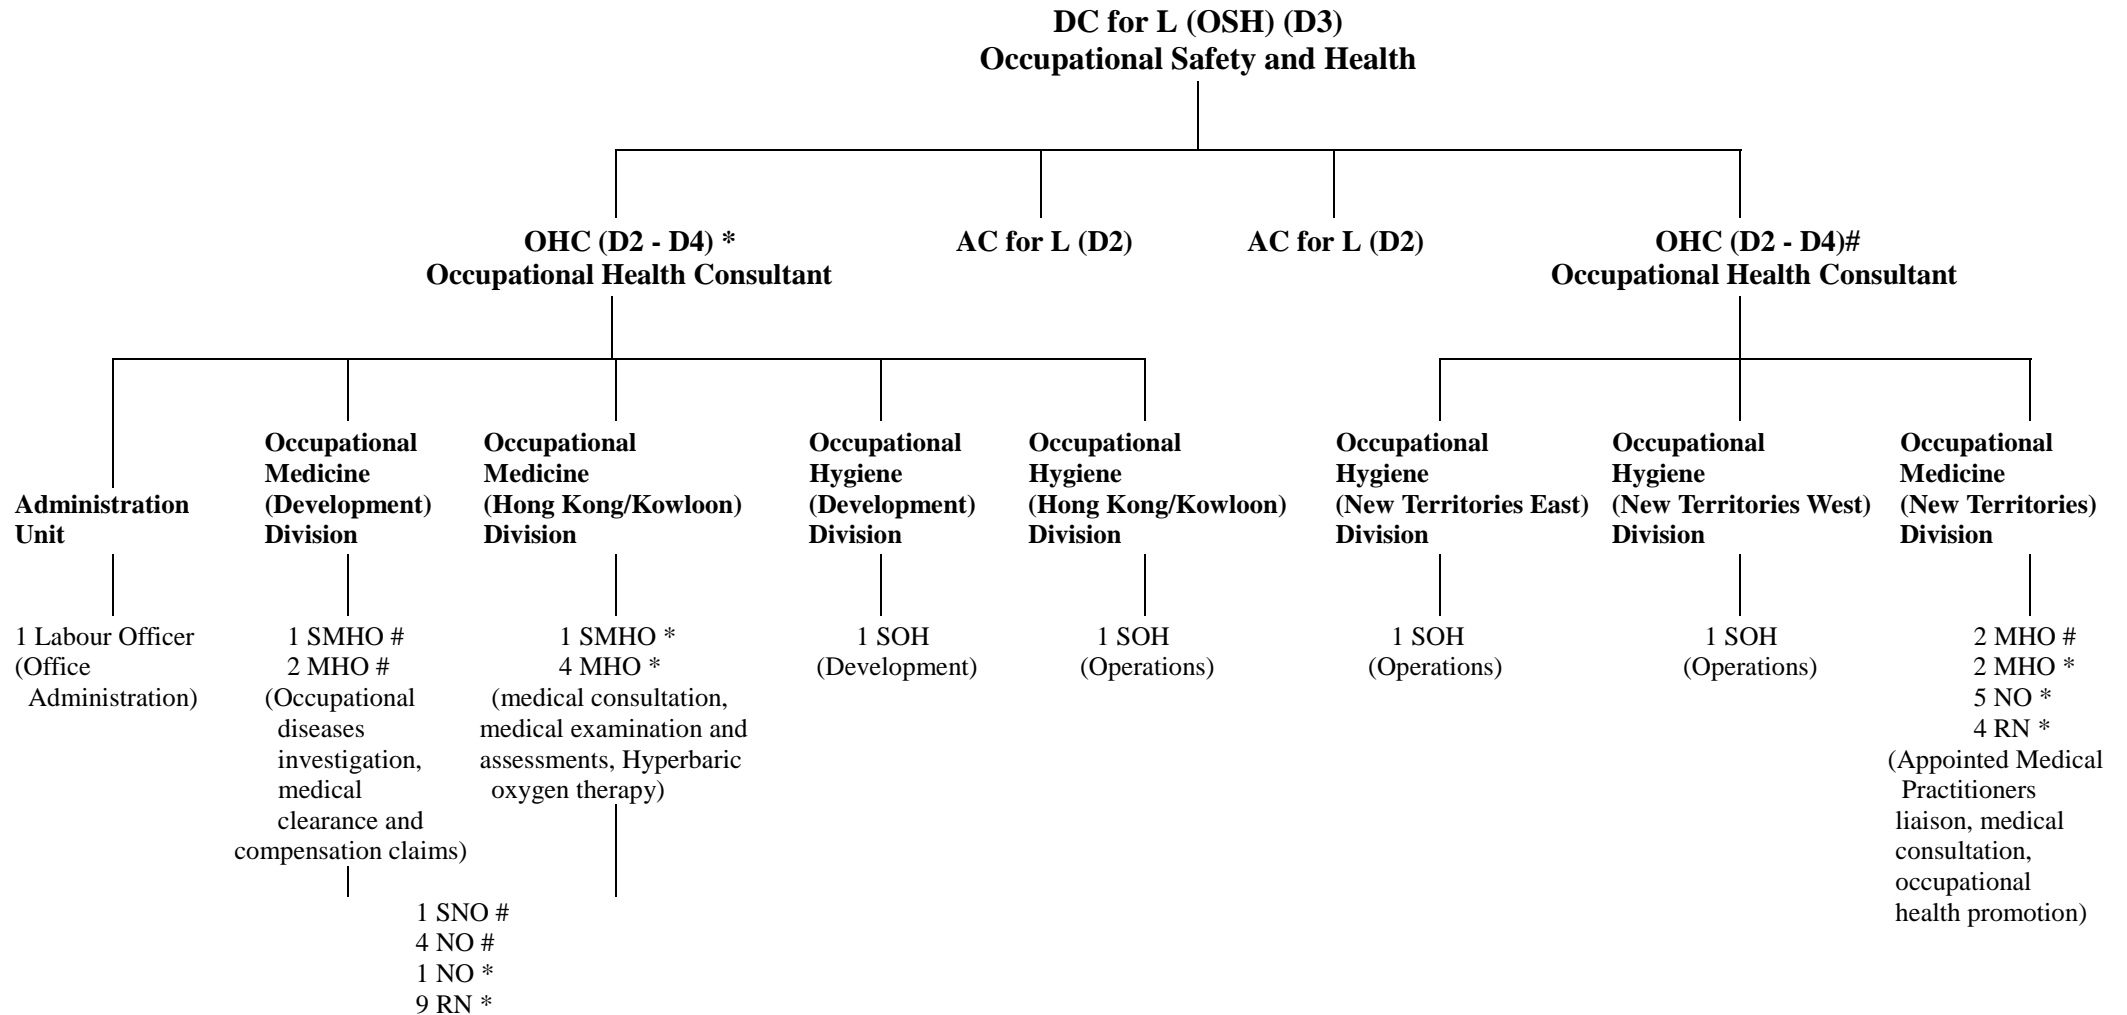 DC for L (OSH) (D3)
Occupational Safety and Health
OHC (D2 - D4) *
Occupational Health Consultant
AC for L (D2)
AC for L (D2)
OHC (D2 - D4)#
Occupational Health Consultant
Administration
Unit
Occupational
Medicine
(Development)
Division
Occupational
Medicine
(Hong Kong/Kowloon)
Division
Occupational
Hygiene
(Development)
Division
Occupational
Hygiene
(Hong Kong/Kowloon)
Division
Occupational
Hygiene
(New Territories East)
Division
Occupational
Hygiene
(New Territories West)
Division
Occupational
Medicine
(New Territories)
Division
1 Labour Officer
(Office
Administration)
1 SMHO #
2 MHO #
(Occupational
diseases
investigation,
medical
clearance and
compensation claims)
1 SMHO *
4 MHO *
(medical consultation,
medical examination and
assessments, Hyperbaric
oxygen therapy)
1 SOH
(Development)
1 SOH
(Operations)
1 SOH
(Operations)
1 SOH
(Operations)
2 MHO #
2 MHO *
5 NO *
4 RN *
(Appointed Medical
Practitioners
liaison, medical
consultation,
occupational
health promotion)
1 SNO #
4 NO #
1 NO *
9 RN *